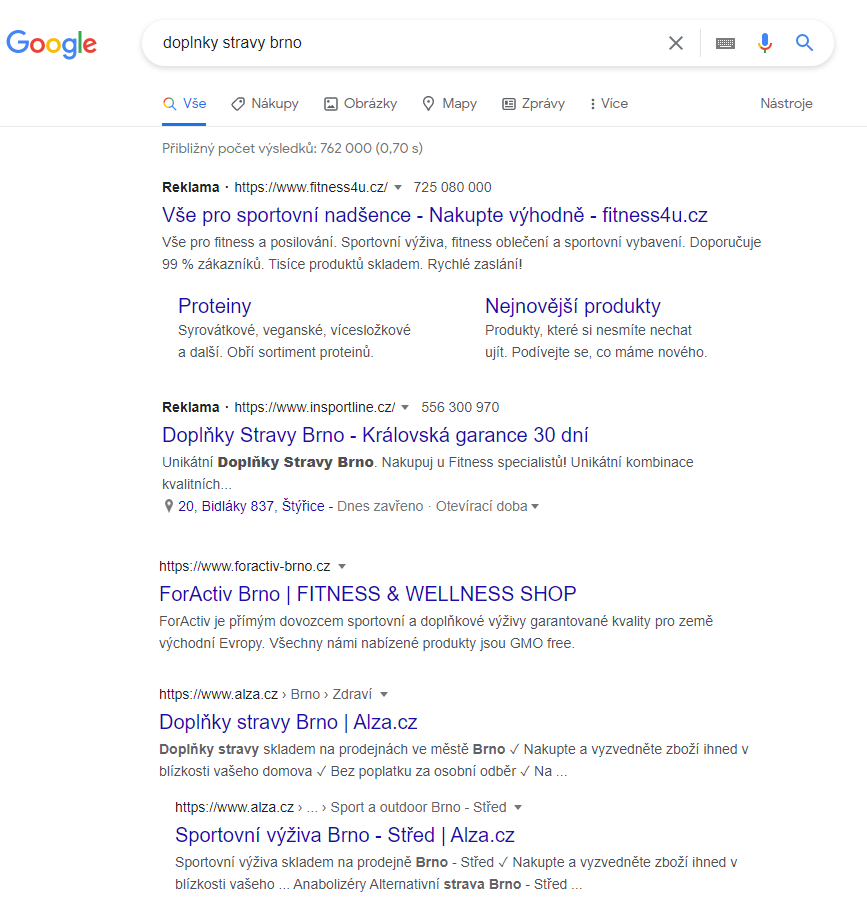 Google
doplnky stravy brno
Vše Nákupy Obrázky Mapy Zprávy Více Nástroje
Přibližný počet výsledků: 762 000 (0,70 s)
Reklama · https://www.fitness4u.cz/ 725 080 000
Vše pro sportovní nadšence - Nakupte výhodně - fitness4u.cz
Vše pro fitness a posilování. Sportovní výživa, fitness oblečení a sportovní vybavení. Doporučuje
99 % zákazníků. Tisíce produktů skladem. Rychlé zaslání!
Proteiny
Syrovátkové, veganské, vícesložkové
a další. Obří sortiment proteinů.
Nejnovější produkty
Produkty, které si nesmíte nechat
ujít. Podívejte se, co máme nového.
Reklama · https://www.insportline.cz/ 556 300 970
Doplňky Stravy Brno - Královská garance 30 dní
Unikátní Doplňky Stravy Brno. Nakupuj u Fitness specialistů! Unikátní kombinace
kvalitních...
20, Bidláky 837, Štýřice - Dnes zavřeno · Otevírací doba
https://www.foractiv-brno.cz
ForActiv Brno | FITNESS & WELLNESS SHOP
ForActiv je přímým dovozcem sportovní a doplňkové výživy garantované kvality pro země
východní Evropy. Všechny námi nabízené produkty jsou GMO free.
https://www.alza.cz › Brno › Zdraví
Doplňky stravy Brno | Alza.cz
Doplňky stravy skladem na prodejnách ve městě Brno ✓ Nakupte a vyzvedněte zboží ihned v
blízkosti vašeho domova ✓ Bez poplatku za osobní odběr ✓ Na ...
https://www.alza.cz › ... › Sport a outdoor Brno - Střed
Sportovní výživa Brno - Střed | Alza.cz
Sportovní výživa skladem na prodejně Brno - Střed ✓ Nakupte a vyzvedněte zboží ihned v
blízkosti vašeho ... Anabolizéry Alternativní strava Brno - Střed ...